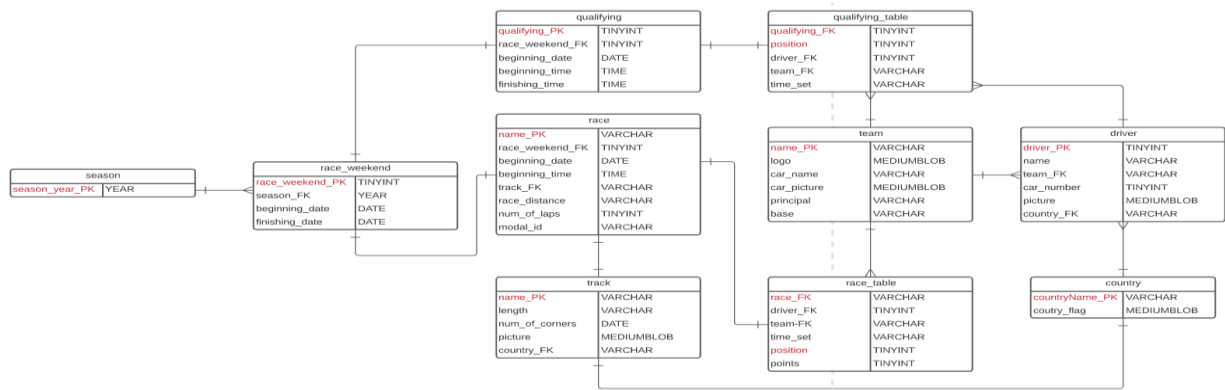 season
season_year_PK YEAR
race_weekend
race_weekend_PK TINYINT
season_FK YEAR
beginning_date DATE
finishing_date DATE
qualifying
qualifying_PK TINYINT
race_weekend_FK TINYINT
beginning_date DATE
beginning_time TIME
finishing_time TIME
race
name_PK VARCHAR
race_weekend_FK TINYINT
beginning_date DATE
beginning_time TIME
track_FK VARCHAR
race_distance VARCHAR
num_of_laps TINYINT
modal_id VARCHAR
track
name_PK VARCHAR
length VARCHAR
num_of_corners DATE
picture MEDIUMBLOB
country_FK VARCHAR
qualifying_table
qualifying_FK TINYINT
position TINYINT
driver_FK TINYINT
team_FK VARCHAR
time_set VARCHAR
team
name_PK VARCHAR
logo MEDIUMBLOB
car_name VARCHAR
car_picture MEDIUMBLOB
principal VARCHAR
base VARCHAR
race_table
race_FK VARCHAR
driver_FK TINYINT
team-FK VARCHAR
time_set VARCHAR
position TINYINT
points TINYINT
driver
driver_PK TINYINT
name VARCHAR
team_FK VARCHAR
car_number TINYINT
picture MEDIUMBLOB
country_FK VARCHAR
country
countryName_PK VARCHAR
coutry_flag MEDIUMBLOB